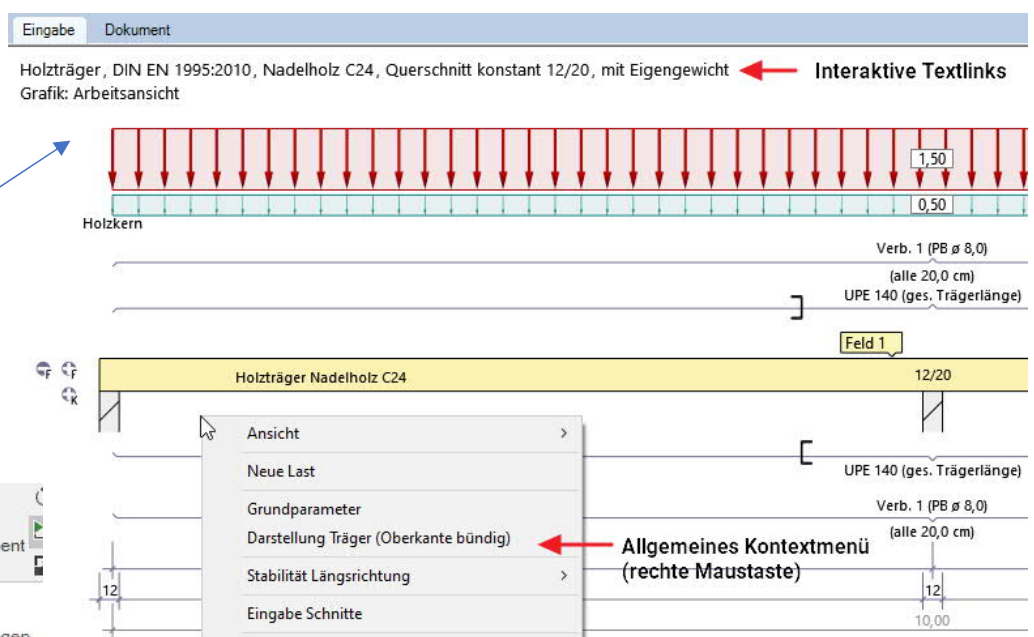 Eingabe Dokument
Holzträger, DIN EN 1995:2010, Nadelholz C24, Querschnitt konstant 12/20, mit Eigengewicht
Interaktive Textlinks
Grafik: Arbeitsansicht
1,50
0,50
Holzkern
Verb. 1 (PB ø 8,0)
(alle 20,0 cm)
UPE 140 (ges. Trägerlänge)
Feld 1
F F
K
Holzträger Nadelholz C24
12/20
Ansicht
Neue Last
Grundparameter
Darstellung Träger (Oberkante bündig)
Stabilität Längsrichtung
Eingabe Schnitte
UPE 140 (ges. Trägerlänge)
Verb. 1 (PB ø 8,0)
(alle 20,0 cm)
Allgemeines Kontextmenü
(rechte Maustaste)
ent
12
12
10,00